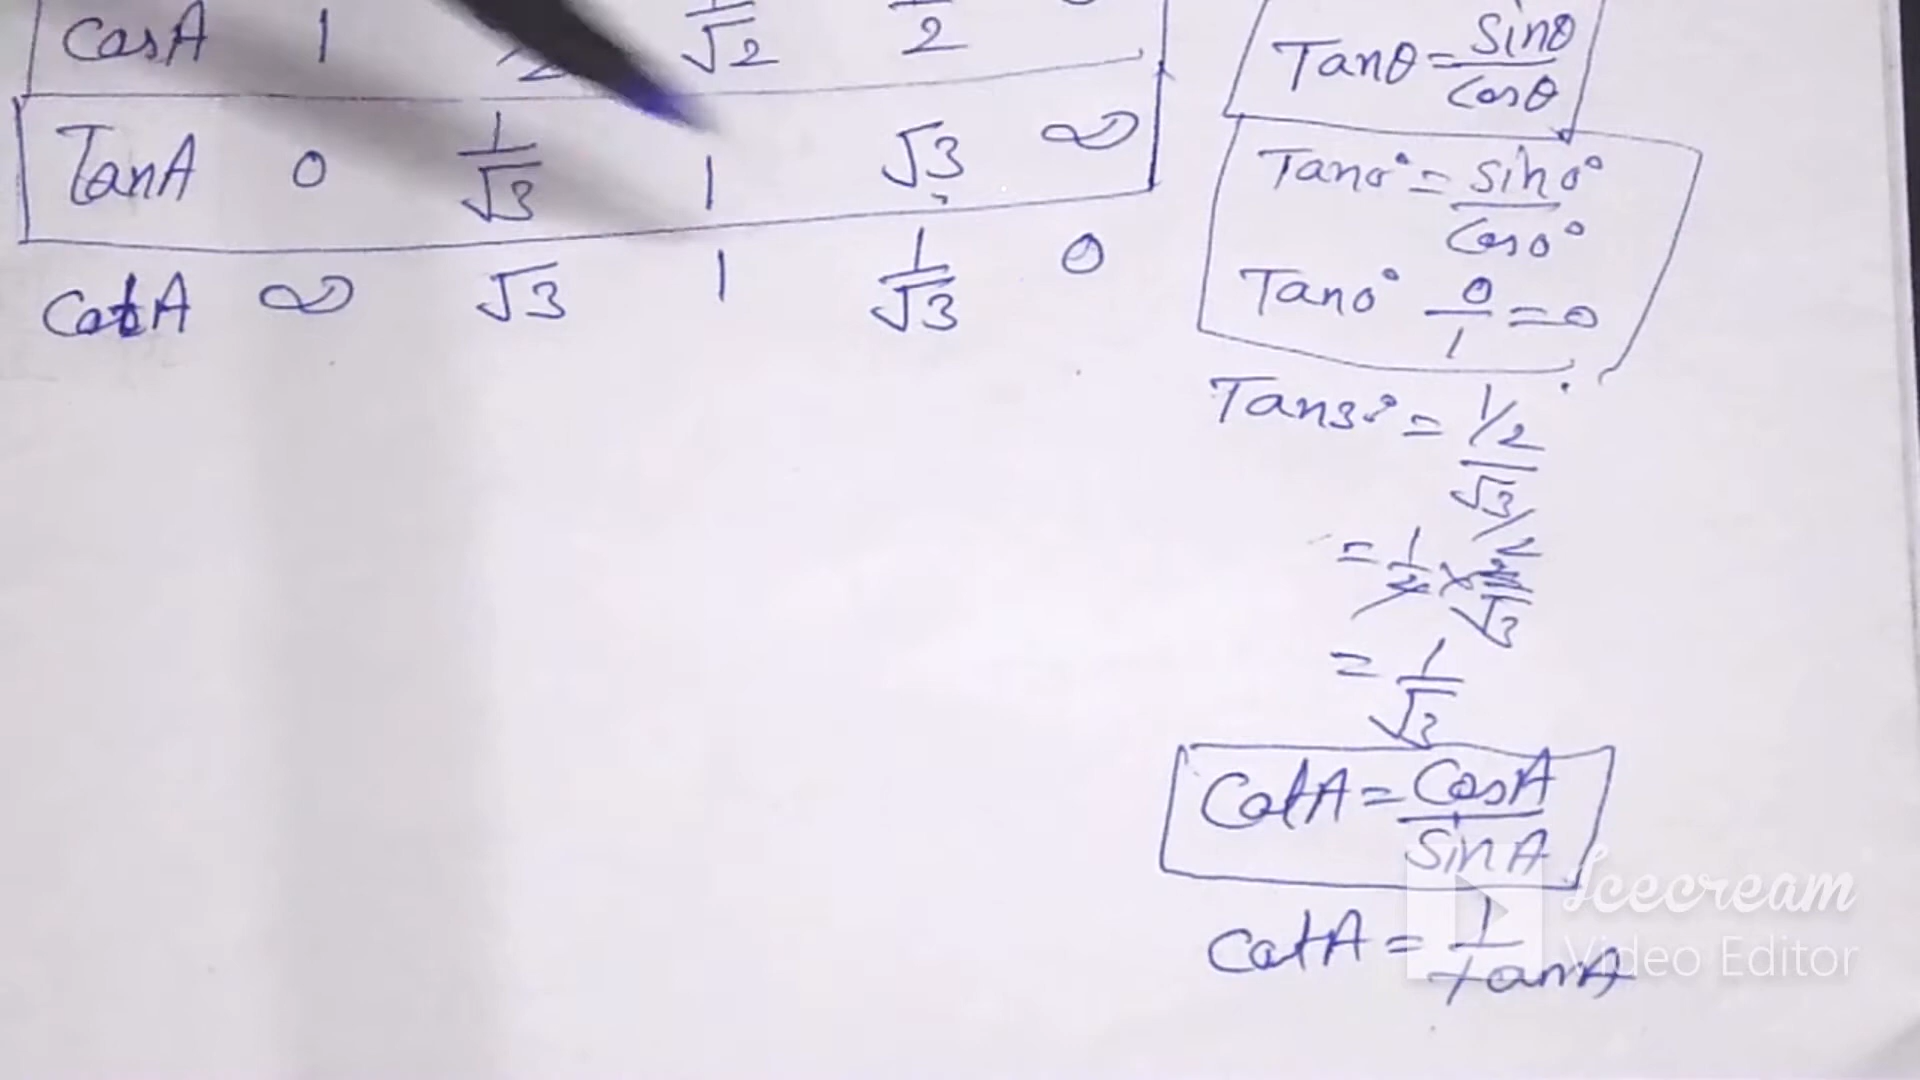 CosA 1 2 1/√2 1/2
TanA 0 1/√3 1 √3 ∞
CotA ∞ √3 1 1/√3 0
Tanθ = Sinθ/Cosθ
Tan0° = Sin0°/Cos0°
Tan0° 0/1 = 0
Tan30° = 1/2 / √3/2
= 1/2 × 2/√3
= 1/√3
CotA = CosA/SinA
CotA = 1/tanA
Icecream
Video Editor